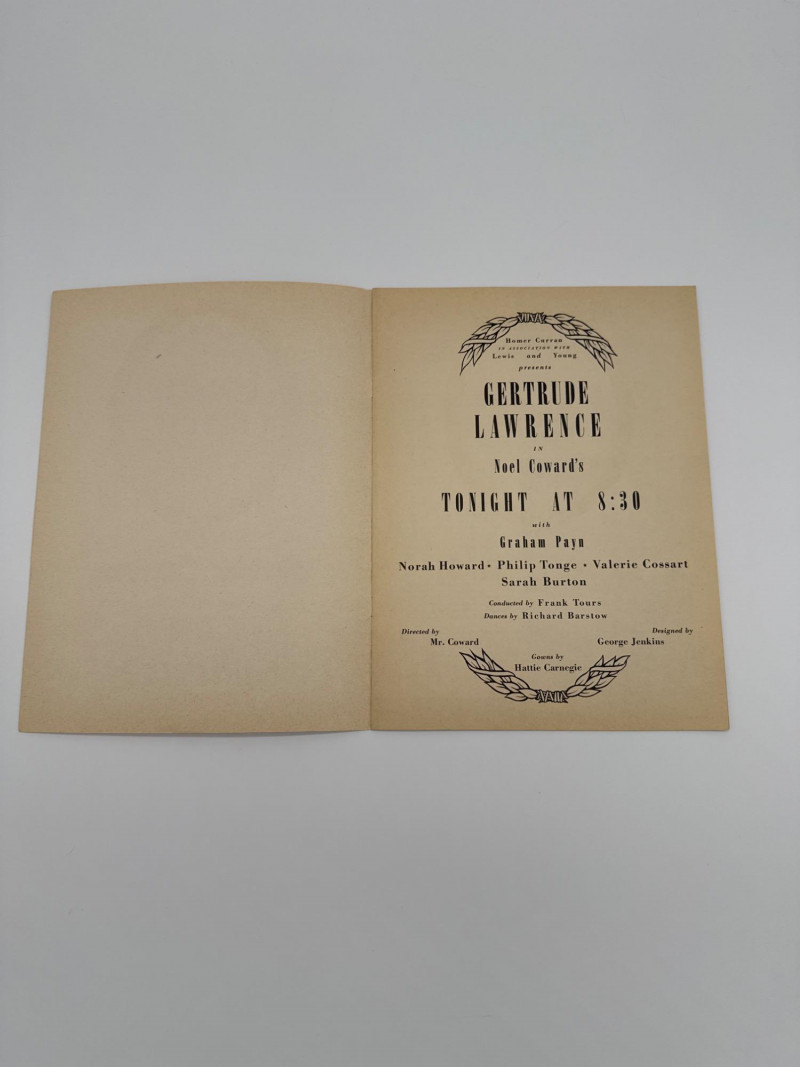 Homer Curran
IN ASSOCIATION WITH
Lewis and Young
presents
GERTRUDE
LAWRENCE
IN
Noel Coward's
TONIGHT AT 8:30
with
Graham Payn
Norah Howard • Philip Tonge • Valerie Cossart
Sarah Burton
Conducted by Frank Tours
Dances by Richard Barstow
Directed by
Mr. Coward
Designed by
George Jenkins
Gowns by
Hattie Carnegie